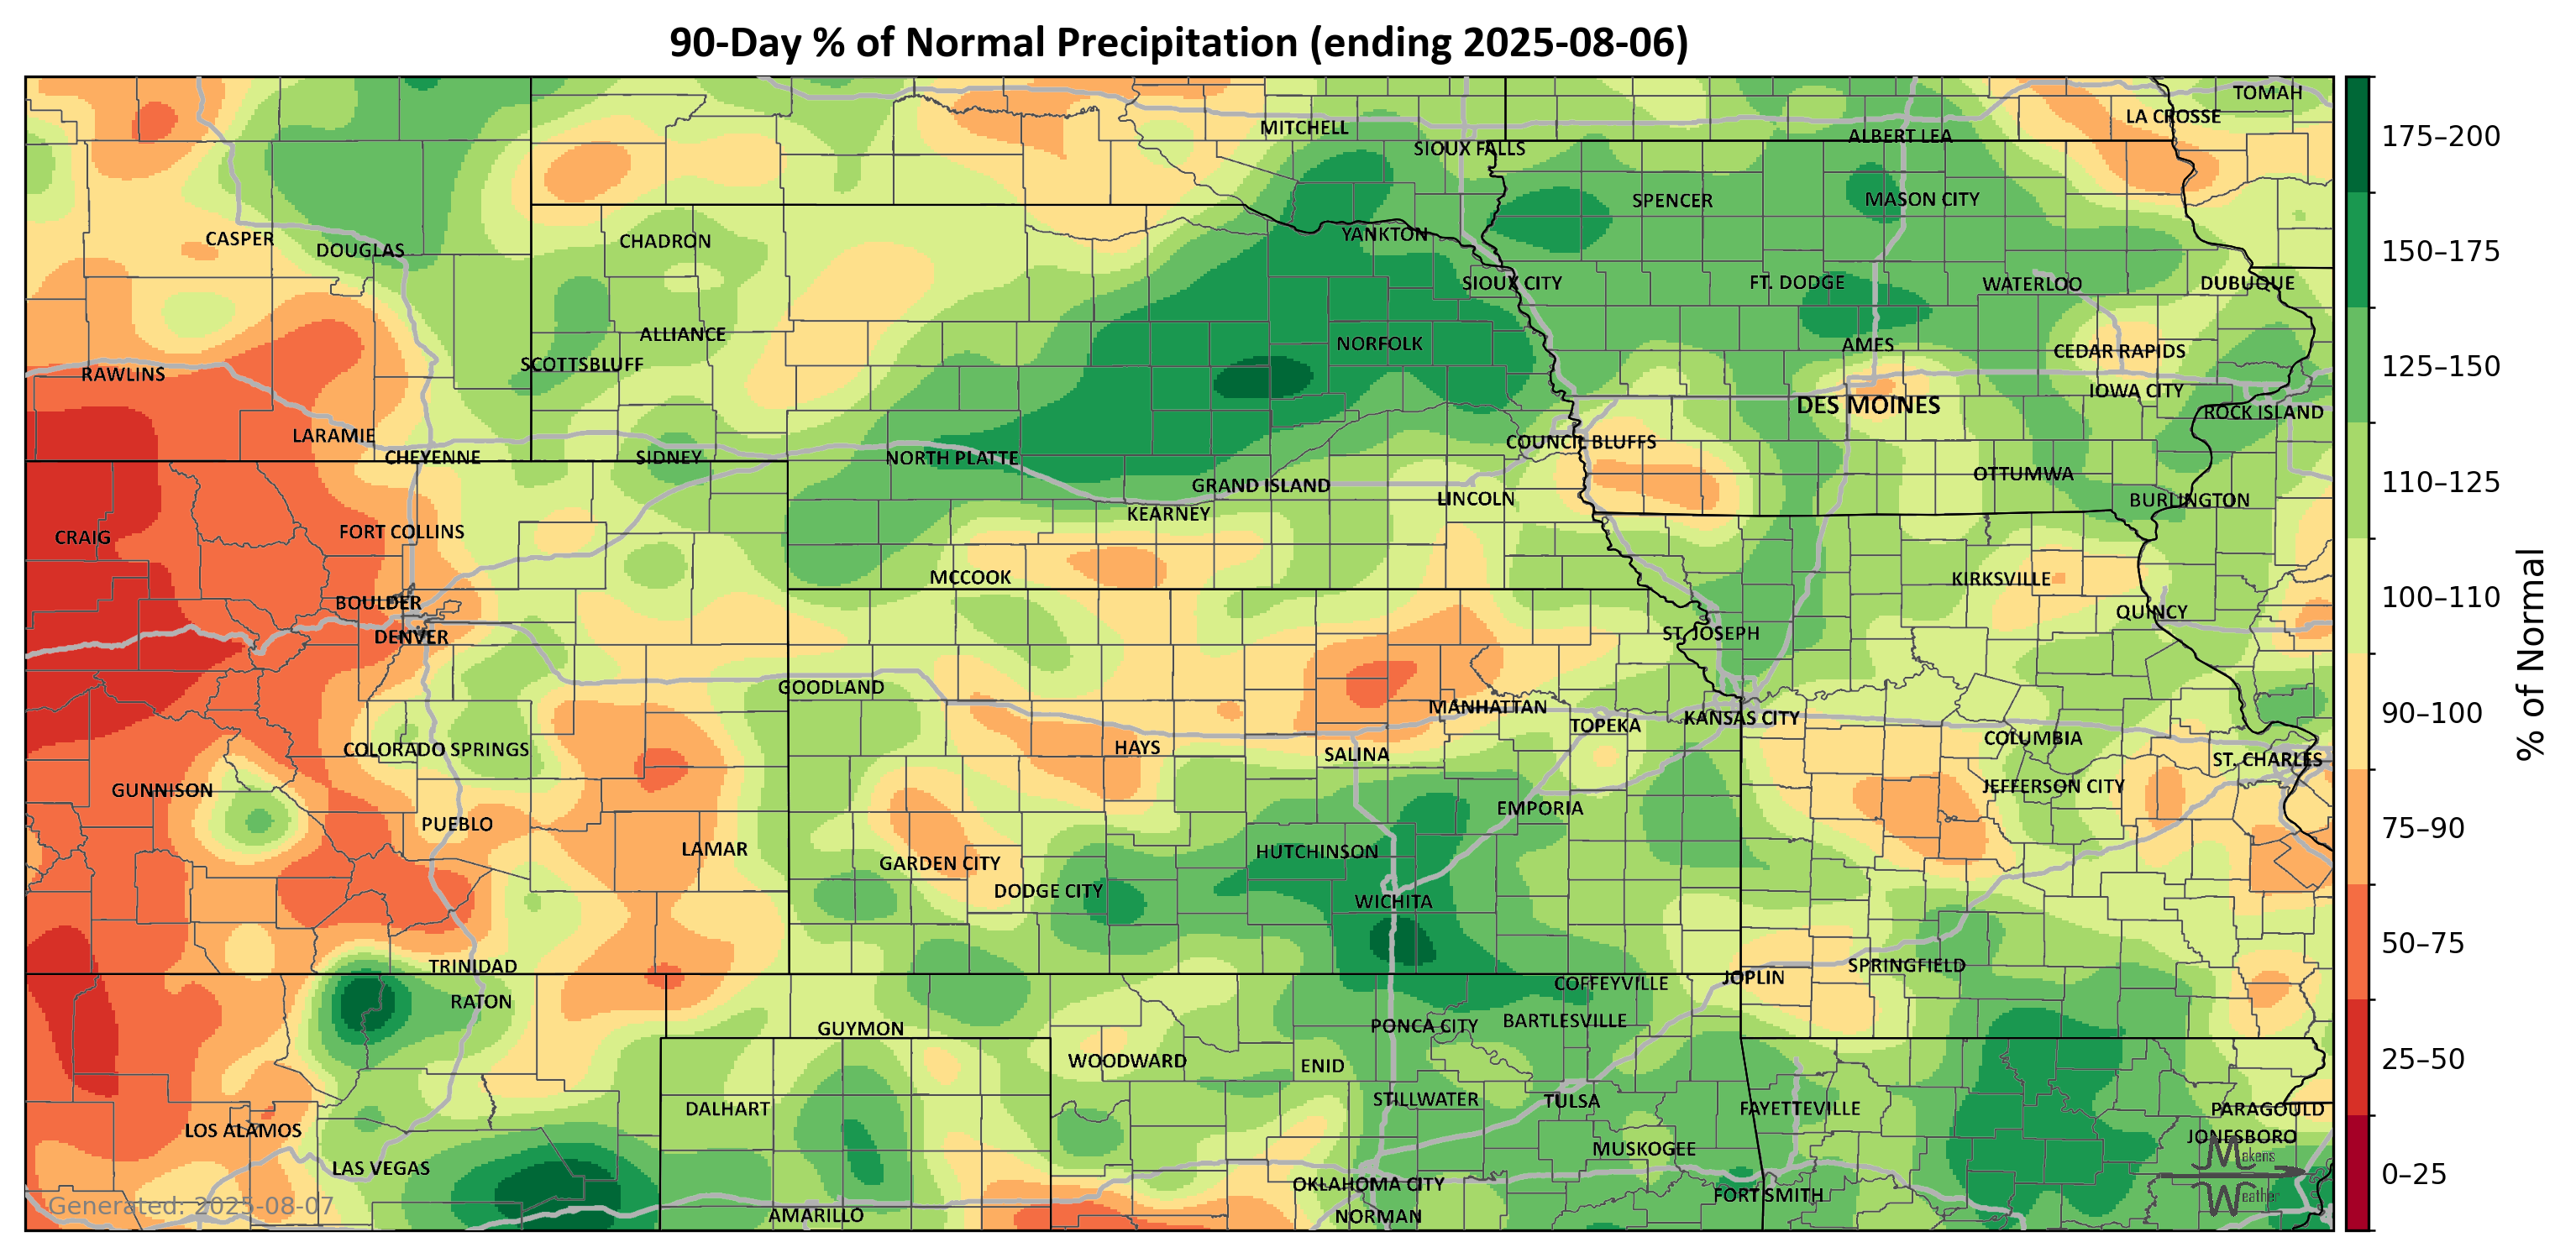 90-Day % of Normal Precipitation (ending 2025-08-06)
TOMAH
LA CROSSE
MITCHELL
ALBERT LEA
SIOUX FALLS
SPENCER
MASON CITY
YANKTON
CASPER
CHADRON
DOUGLAS
SIOUX CITY
FT. DODGE
WATERLOO
DUBUQUE
ALLIANCE
NORFOLK
AMES
CEDAR RAPIDS
SCOTTSBLUFF
RAWLINS
IOWA CITY
DES MOINES
ROCK ISLAND
LARAMIE
COUNCIL BLUFFS
CHEYENNE
SIDNEY
NORTH PLATTE
OTTUMWA
GRAND ISLAND
LINCOLN
BURLINGTON
KEARNEY
CRAIG
FORT COLLINS
MCCOOK
KIRKSVILLE
BOULDER
QUINCY
DENVER
ST. JOSEPH
GOODLAND
MANHATTAN
KANSAS CITY
TOPEKA
COLUMBIA
COLORADO SPRINGS
HAYS
SALINA
ST. CHARLES
GUNNISON
JEFFERSON CITY
EMPORIA
PUEBLO
LAMAR
HUTCHINSON
GARDEN CITY
DODGE CITY
WICHITA
TRINIDAD
SPRINGFIELD
JOPLIN
COFFEYVILLE
RATON
GUYMON
PONCA CITY
BARTLESVILLE
WOODWARD
ENID
STILLWATER
TULSA
DALHART
FAYETTEVILLE
PARAGOULD
LOS ALAMOS
JONESBORO
MUSKOGEE
Makens
LAS VEGAS
OKLAHOMA CITY
FORT SMITH
Weather
Generated: 2025-08-07
AMARILLO
NORMAN
175–200
150–175
125–150
110–125
100–110
90–100
75–90
50–75
25–50
0–25
% of Normal